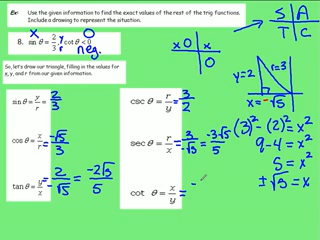 Ex: Use the given information to find the exact values of the rest of the trig functions.
Include a drawing to represent the situation.
8. sin θ = 2/3, cot θ < 0
x y/r 0
neg.
S A
T C
x 0 x
0
So, let's draw our triangle, filling in the values for
x, y, and r from our given information.
y=2 r=3
x = -√5
sin θ = y/r = 2/3
cos θ = x/r = -√5/3
tan θ = y/x = 2/-√5 = -2√5/5
csc θ = r/y = 3/2
sec θ = r/x = 3/-√5 = -3√5/5
cot θ = x/y = -
(3)² - (2)² = x²
9 - 4 = x²
5 = x²
±√5 = x